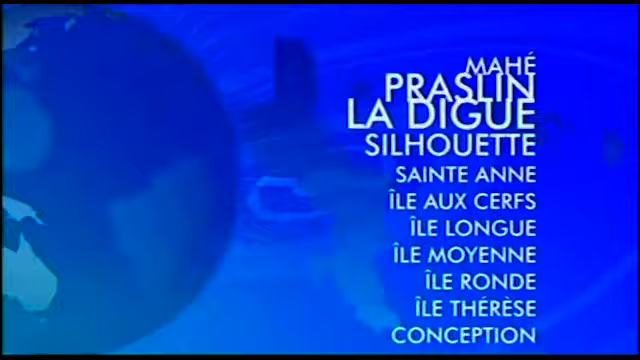 MAHÉ
PRASLIN
LA DIGUE
SILHOUETTE
SAINTE ANNE
ÎLE AUX CERFS
ÎLE LONGUE
ÎLE MOYENNE
ÎLE RONDE
ÎLE THÉRÈSE
CONCEPTION